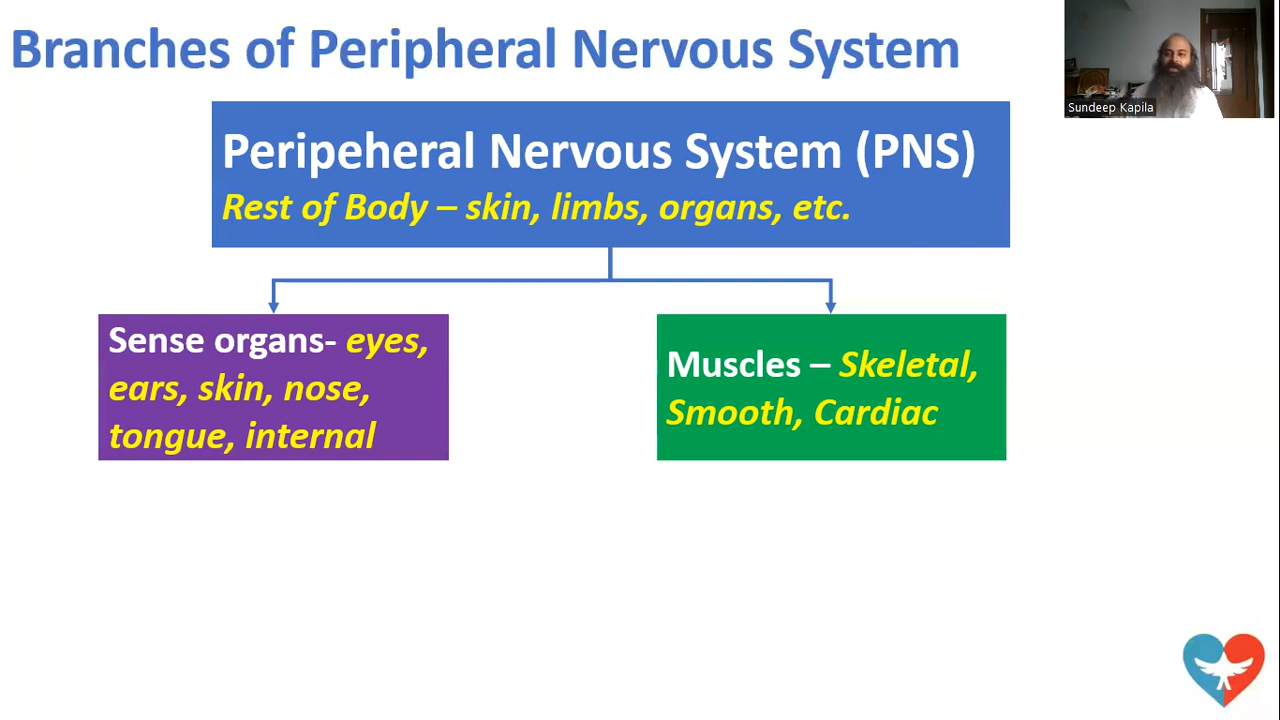 Branches of Peripheral Nervous System
Sundeep Kapila
Peripeheral Nervous System (PNS)
Rest of Body – skin, limbs, organs, etc.
Sense organs- eyes,
ears, skin, nose,
tongue, internal
Muscles – Skeletal,
Smooth, Cardiac